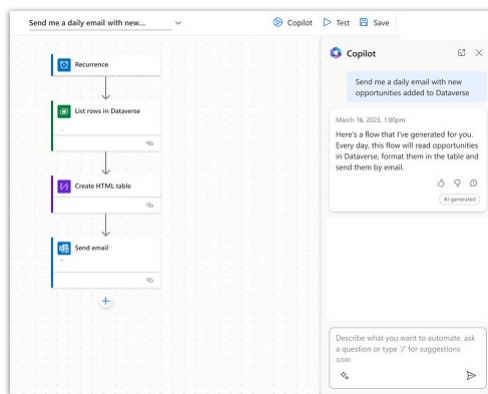 Send me a daily email with new...
Copilot
Test
Save
Recurrence
List rows in Dataverse
Create HTML table
Send email
Copilot
Send me a daily email with new
opportunities added to Dataverse
March 16, 2023, 1:00pm
Here's a flow that I've generated for you.
Every day, this flow will read opportunities
in Dataverse, format them in the table and
send them by email.
AI generated
Describe what you want to automate, ask
a question or type '/' for suggestions
0/500